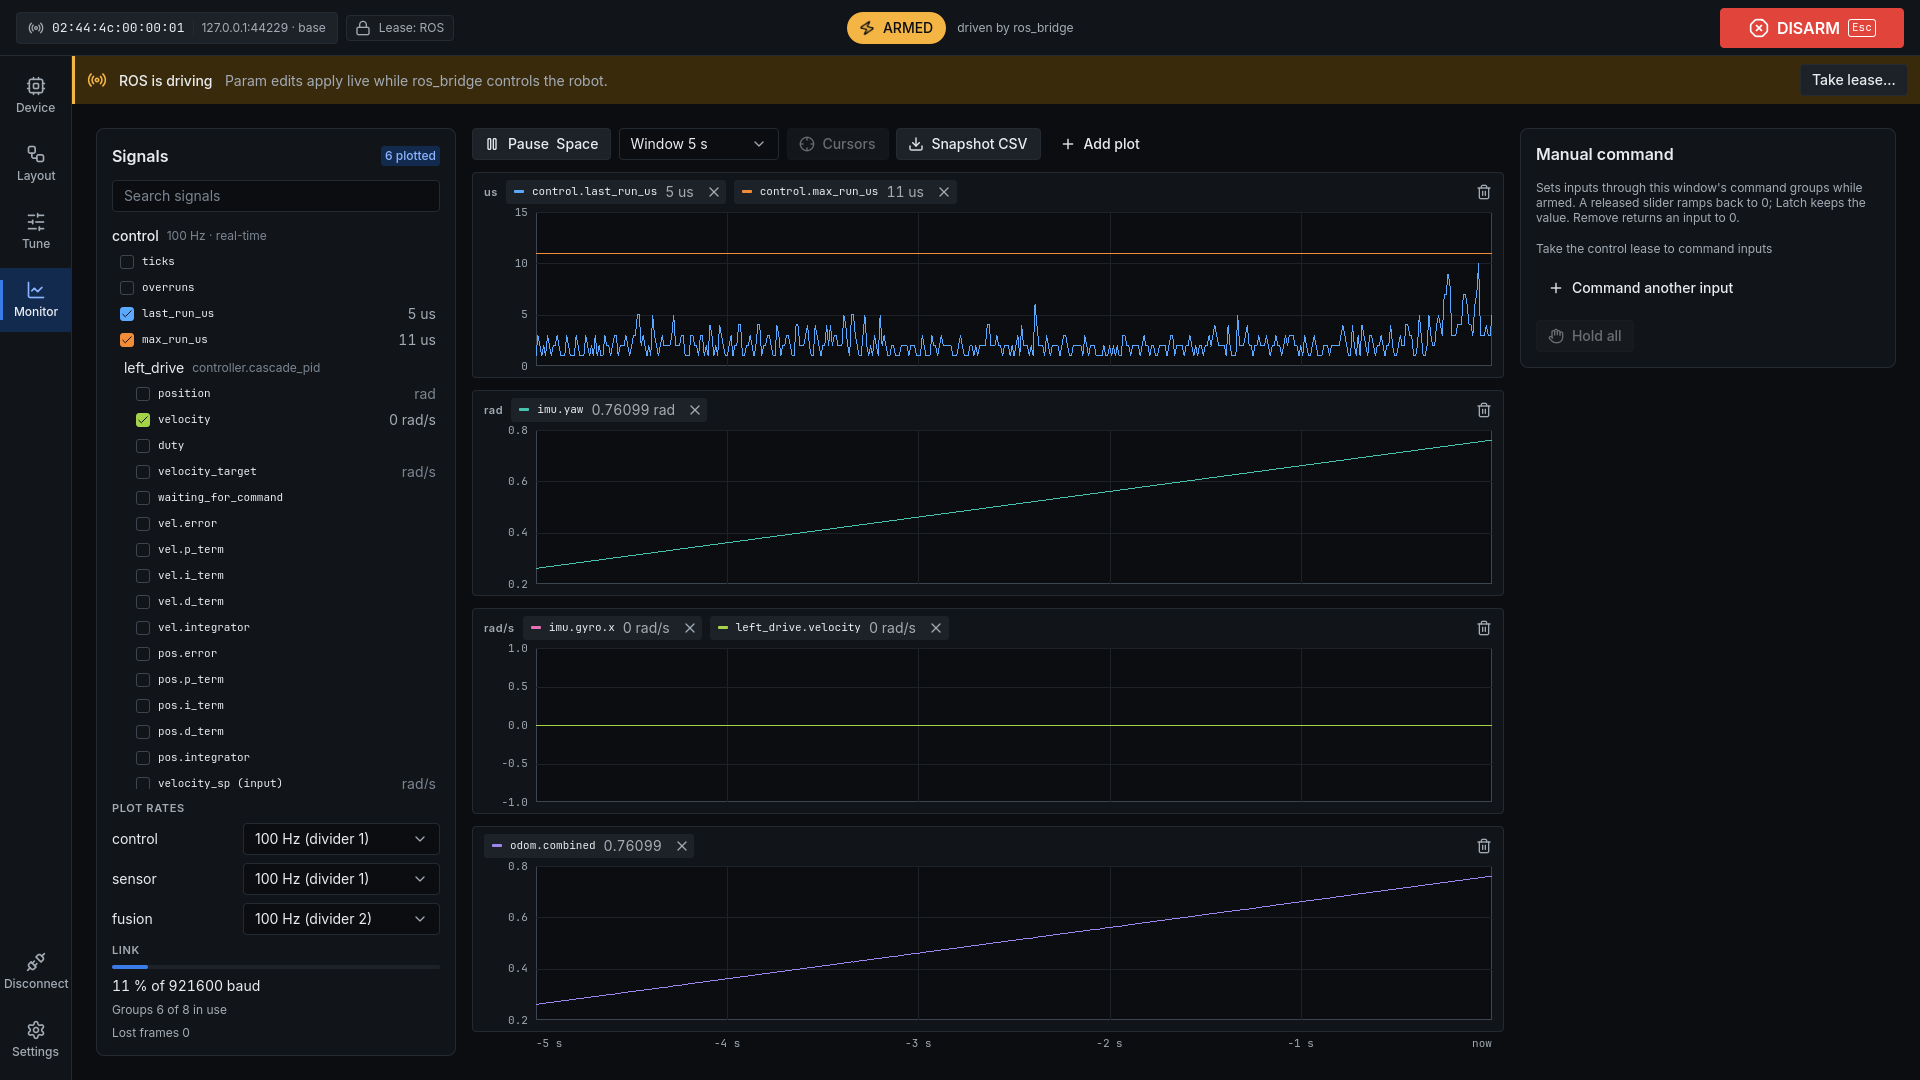 02:44:4c:00:00:01 127.0.0.1:44229 · base Lease: ROS ARMED driven by ros_bridge DISARM Esc
ROS is driving Param edits apply live while ros_bridge controls the robot. Take lease...
Device
Layout
Tune
Monitor
Disconnect
Settings
Signals 6 plotted
Search signals
control 100 Hz · real-time
ticks
overruns
last_run_us 5 us
max_run_us 11 us
left_drive controller.cascade_pid
position rad
velocity 0 rad/s
duty
velocity_target rad/s
waiting_for_command
vel.error
vel.p_term
vel.i_term
vel.d_term
vel.integrator
pos.error
pos.p_term
pos.i_term
pos.d_term
pos.integrator
velocity_sp (input) rad/s
PLOT RATES
control 100 Hz (divider 1)
sensor 100 Hz (divider 1)
fusion 100 Hz (divider 2)
LINK
11 % of 921600 baud
Groups 6 of 8 in use
Lost frames 0
Pause Space Window 5 s Cursors Snapshot CSV Add plot
us control.last_run_us 5 us control.max_run_us 11 us
15
10
5
0
rad imu.yaw 0.76099 rad
0.8
0.6
0.4
0.2
rad/s imu.gyro.x 0 rad/s left_drive.velocity 0 rad/s
1.0
0.5
0.0
-0.5
-1.0
odom.combined 0.76099
0.8
0.6
0.4
0.2
-5 s -4 s -3 s -2 s -1 s now
Manual command
Sets inputs through this window's command groups while
armed. A released slider ramps back to 0; Latch keeps the
value. Remove returns an input to 0.
Take the control lease to command inputs
Command another input
Hold all